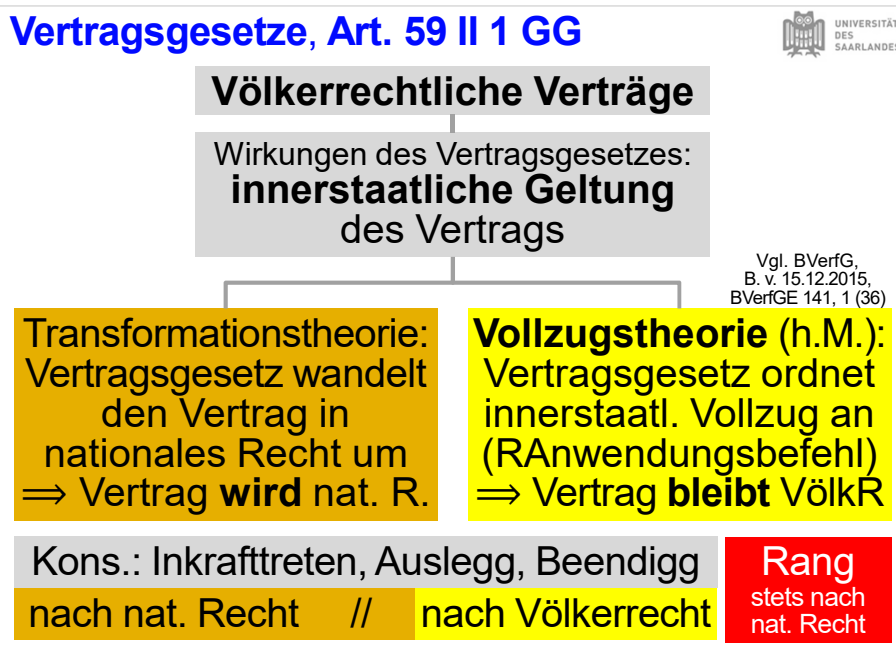 Vertragsgesetze, Art. 59 II 1 GG
UNIVERSITÄT
DES
SAARLANDES
Völkerrechtliche Verträge
Wirkungen des Vertragsgesetzes:
innerstaatliche Geltung
des Vertrags
Vgl. BVerfG,
B. v. 15.12.2015,
BVerfGE 141, 1 (36)
Transformationstheorie:
Vertragsgesetz wandelt
den Vertrag in
nationales Recht um
⟹ Vertrag wird nat. R.
Vollzugstheorie (h.M.):
Vertragsgesetz ordnet
innerstaatl. Vollzug an
(RAnwendungsbefehl)
⟹ Vertrag bleibt VölkR
Kons.: Inkrafttreten, Auslegg, Beendigg
nach nat. Recht // nach Völkerrecht
Rang
stets nach
nat. Recht